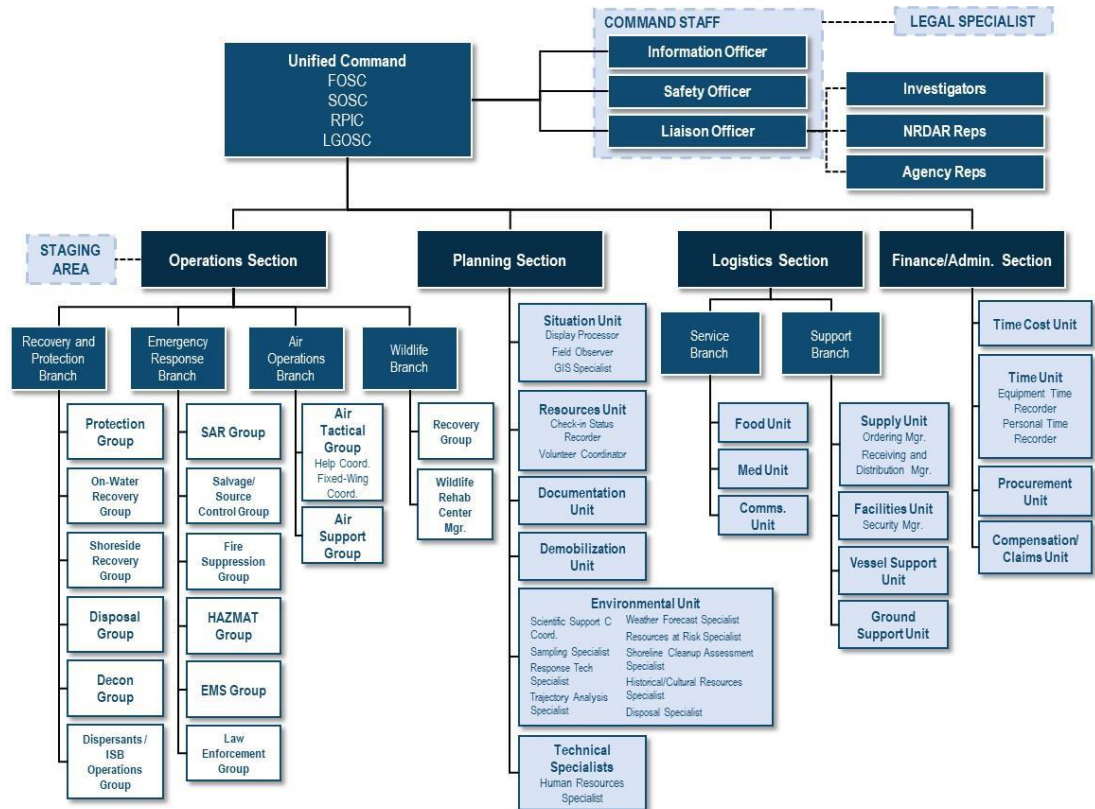 COMMAND STAFF
LEGAL SPECIALIST
Unified Command
FOSC
SOSC
RPIC
LGOSC
Information Officer
Safety Officer
Liaison Officer
Investigators
NRDAR Reps
Agency Reps
STAGING
AREA
Operations Section
Planning Section
Logistics Section
Finance/Admin. Section
Recovery and
Protection
Branch
Emergency
Response
Branch
Air
Operations
Branch
Wildlife
Branch
Protection
Group
On-Water
Recovery
Group
Shoreside
Recovery
Group
Disposal
Group
Decon
Group
Dispersants /
ISB
Operations
Group
SAR Group
Salvage/
Source
Control Group
Fire
Suppression
Group
HAZMAT
Group
EMS Group
Law
Enforcement
Group
Air
Tactical
Group
Help Coord.
Fixed-Wing
Coord.
Air
Support
Group
Recovery
Group
Wildlife
Rehab
Center
Mgr.
Situation Unit
Display Processor
Field Observer
GIS Specialist
Resources Unit
Check-in Status
Recorder
Volunteer Coordinator
Documentation
Unit
Demobilization
Unit
Environmental Unit
Scientific Support C
Coord.
Sampling Specialist
Response Tech
Specialist
Trajectory Analysis
Specialist
Weather Forecast Specialist
Resources at Risk Specialist
Shoreline Cleanup Assessment
Specialist
Historical/Cultural Resources
Specialist
Disposal Specialist
Technical
Specialists
Human Resources
Specialist
Service
Branch
Support
Branch
Food Unit
Med Unit
Comms.
Unit
Supply Unit
Ordering Mgr.
Receiving and
Distribution Mgr.
Facilities Unit
Security Mgr.
Vessel Support
Unit
Ground
Support Unit
Time Cost Unit
Time Unit
Equipment Time
Recorder
Personal Time
Recorder
Procurement
Unit
Compensation/
Claims Unit